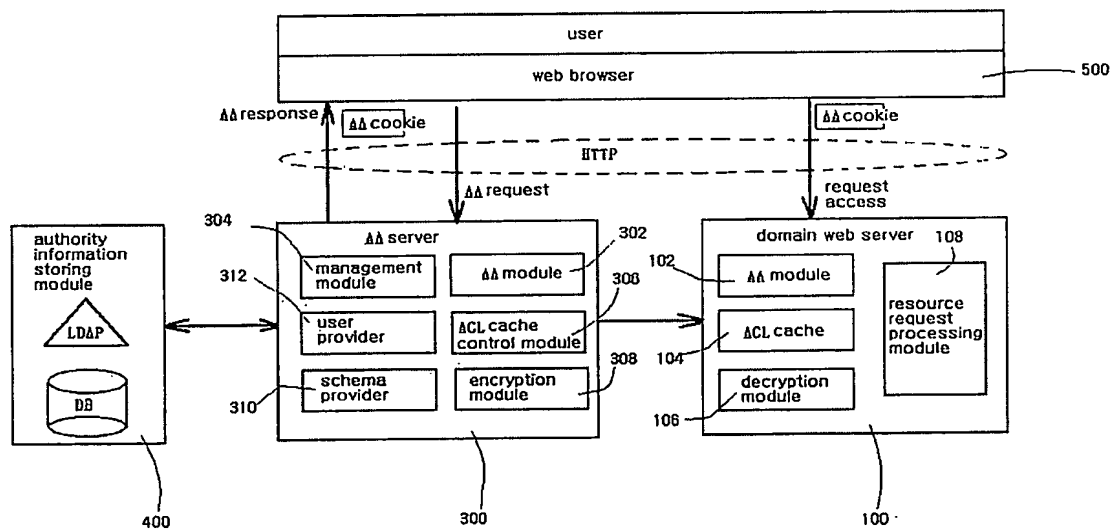 user
web browser
500
AA response
AA cookie
AA cookie
HTTP
AA request
request
access
304
AA server
302
domain web server
108
authority
information
storing
module
management
module
AA module
308
102
AA module
312
resource
request
processing
module
LDAP
user
provider
ACL cache
control module
ACL cache
104
308
schema
provider
encryption
module
decryption
module
310
106
DB
400
300
100